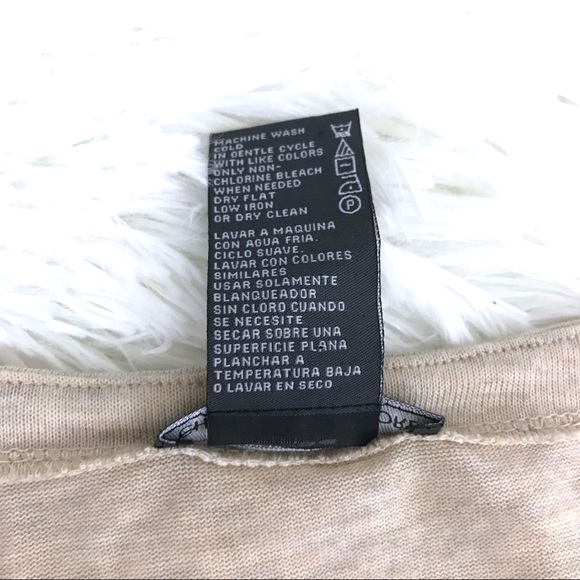 MACHINE WASH
COLD
IN GENTLE CYCLE
WITH LIKE COLORS
ONLY NON-
CHLORINE BLEACH
WHEN NEEDED
DRY FLAT
LOW IRON
OR DRY CLEAN
LAVAR A MAQUINA
CON AGUA FRIA.
CICLO SUAVE.
LAVAR CON COLORES
SIMILARES
USAR SOLAMENTE
BLANQUEADOR
SIN CLORO CUANDO
SE NECESITE
SECAR SOBRE UNA
SUPERFICIE PLANA
PLANCHAR A
TEMPERATURA BAJA
O LAVAR EN SECO
P